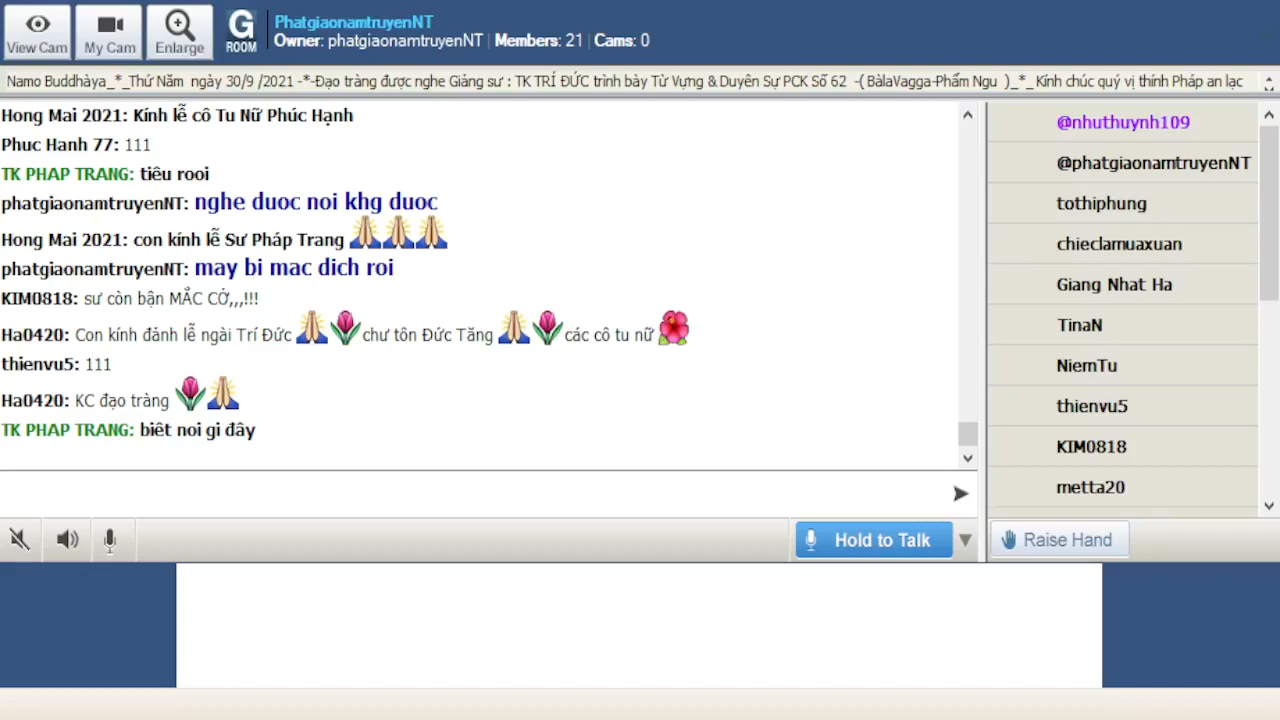 View Cam
My Cam
Enlarge
G
ROOM
PhatgiaonamtruyenNT
Owner: phatgiaonamtruyenNT | Members: 21 | Cams: 0
Namo Buddhàya_*_Thứ Năm ngày 30/9 /2021 -*-Đạo tràng được nghe Giảng sư : TK TRÍ ĐỨC trình bày Từ Vựng & Duyên Sự PCK Số 62 -( BàlaVagga-Phẩm Ngu )_*_ Kính chúc quý vị thính Pháp an lạc
Hong Mai 2021: Kính lễ cô Tu Nữ Phúc Hạnh
Phuc Hanh 77: 111
TK PHAP TRANG: tiêu rooi
phatgiaonamtruyenNT: nghe duoc noi khg duoc
Hong Mai 2021: con kính lễ Sư Pháp Trang
phatgiaonamtruyenNT: may bi mac dich roi
KIM0818: sư còn bận MẮC CỞ,,,!!!
Ha0420: Con kính đảnh lễ ngài Trí Đức chư tôn Đức Tăng các cô tu nữ
thienvu5: 111
Ha0420: KC đạo tràng
TK PHAP TRANG: biêt noi gi đây
Hold to Talk
@nhuthuynh109
@phatgiaonamtruyenNT
tothiphung
chieclamuaxuan
Giang Nhat Ha
TinaN
NiemTu
thienvu5
KIM0818
metta20
Raise Hand